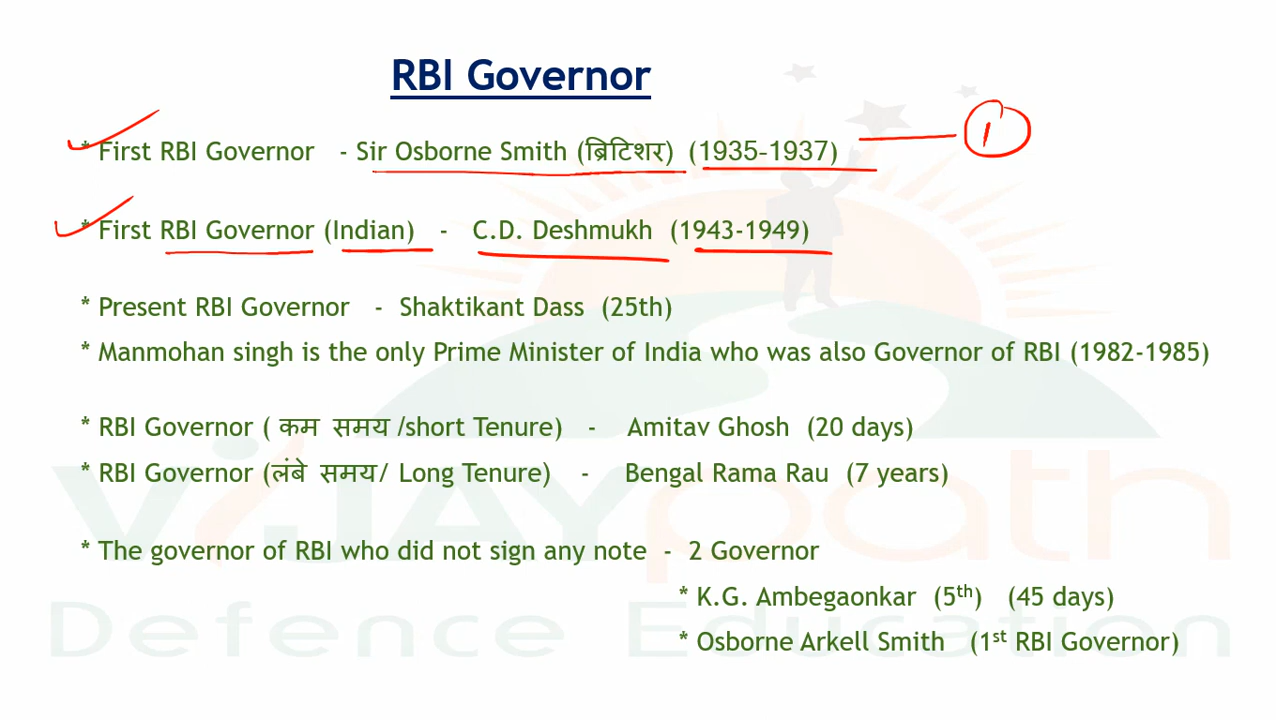 RBI Governor
* First RBI Governor - Sir Osborne Smith (ब्रिटिशर) (1935-1937)
1
* First RBI Governor (Indian) - C.D. Deshmukh (1943-1949)
* Present RBI Governor - Shaktikant Dass (25th)
* Manmohan singh is the only Prime Minister of India who was also Governor of RBI (1982-1985)
* RBI Governor ( कम समय /short Tenure) - Amitav Ghosh (20 days)
* RBI Governor (लंबे समय/ Long Tenure) - Bengal Rama Rau (7 years)
* The governor of RBI who did not sign any note - 2 Governor
* K.G. Ambegaonkar (5th) (45 days)
* Osborne Arkell Smith (1st RBI Governor)
ViJAYpath
Defence Education